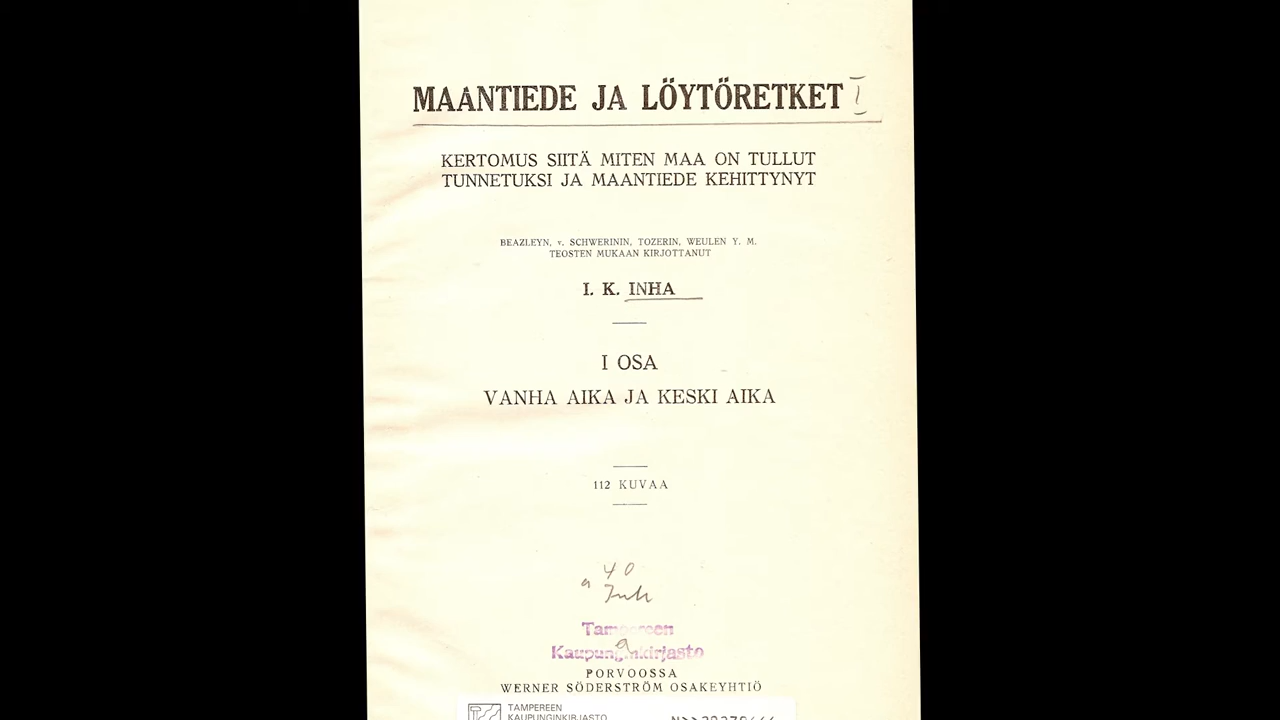 MAANTIEDE JA LÖYTÖRETKET I
KERTOMUS SIITÄ MITEN MAA ON TULLUT
TUNNETUKSI JA MAANTIEDE KEHITTYNYT
BEAZLEYN, v. SCHWERININ, TOZERIN, WEULEN Y. M.
TEOSTEN MUKAAN KIRJOTTANUT
I. K. INHA
I OSA
VANHA AIKA JA KESKI AIKA
112 KUVAA
40
a
Tampereen
Kaupunginkirjasto
PORVOOSSA
WERNER SÖDERSTRÖM OSAKEYHTIÖ
TAMPEREEN
KAUPUNGINKIRJASTO